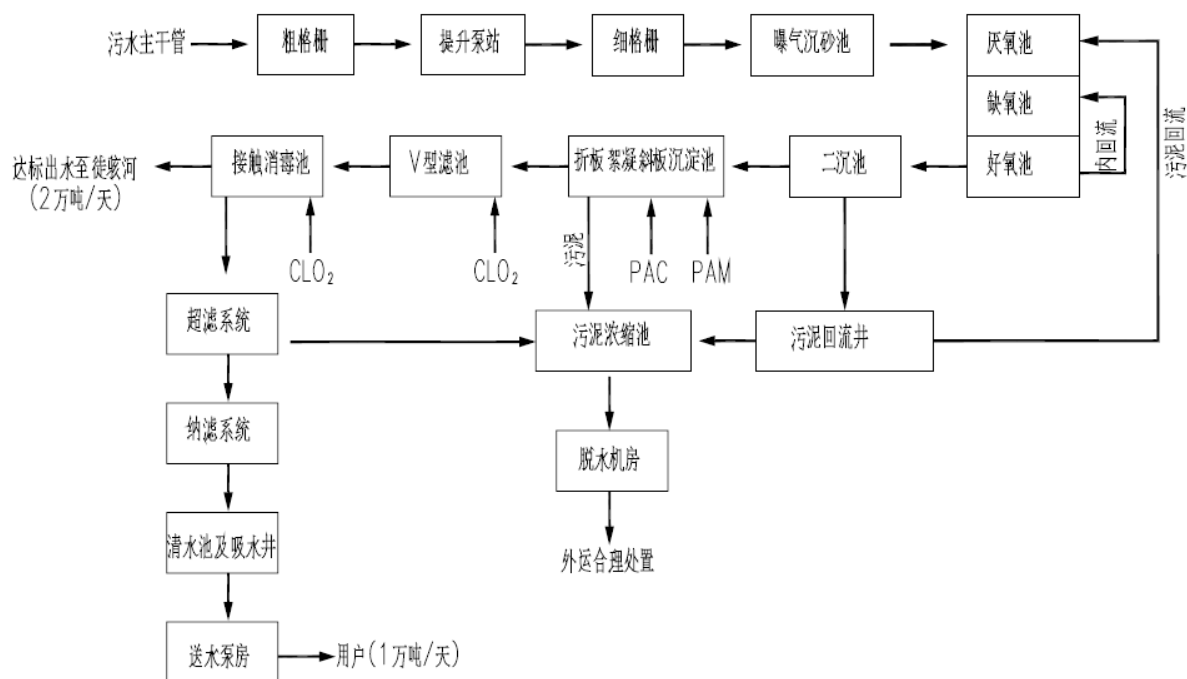 污水主干管
粗格栅
提升泵站
细格栅
曝气沉砂池
厌氧池
缺氧池
好氧池
内回流
污泥回流
达标出水至徒骇河
(2万吨/天)
接触消毒池
V型滤池
折板絮凝斜板沉淀池
二沉池
CLO₂
CLO₂
污泥
PAC
PAM
超滤系统
污泥浓缩池
污泥回流井
纳滤系统
脱水机房
清水池及吸水井
外运合理处置
送水泵房
用户(1万吨/天)